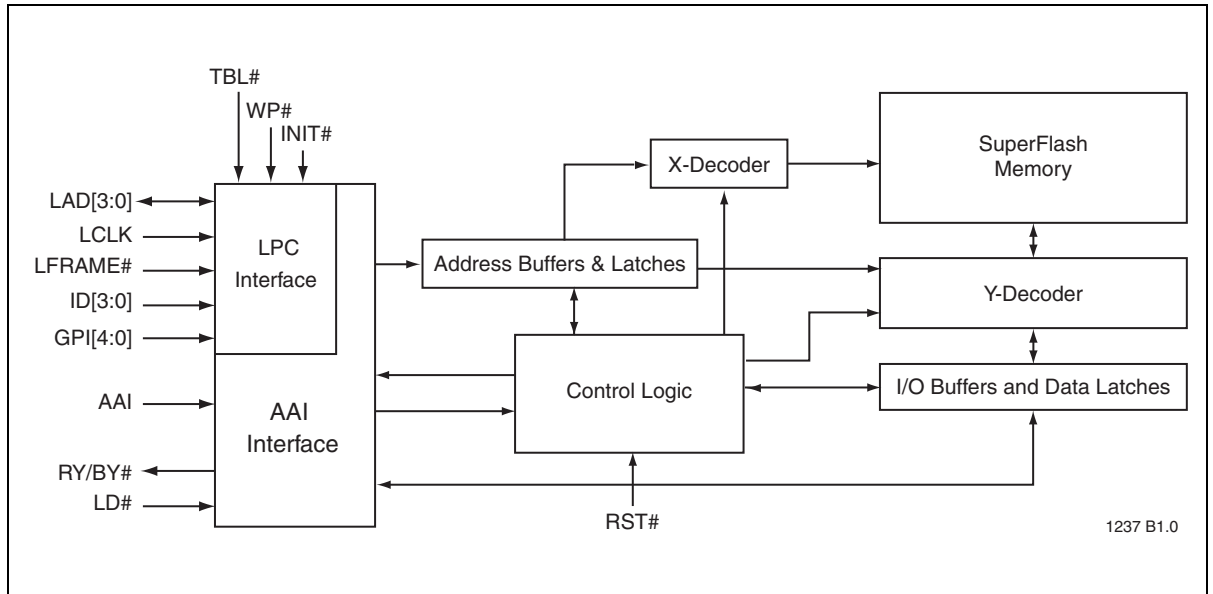 TBL#
WP#
INIT#
LAD[3:0]
LCLK
LFRAME#
ID[3:0]
GPI[4:0]
AAI
RY/BY#
LD#
LPC
Interface
AAI
Interface
Address Buffers & Latches
X-Decoder
Control Logic
RST#
SuperFlash
Memory
Y-Decoder
I/O Buffers and Data Latches
1237 B1.0